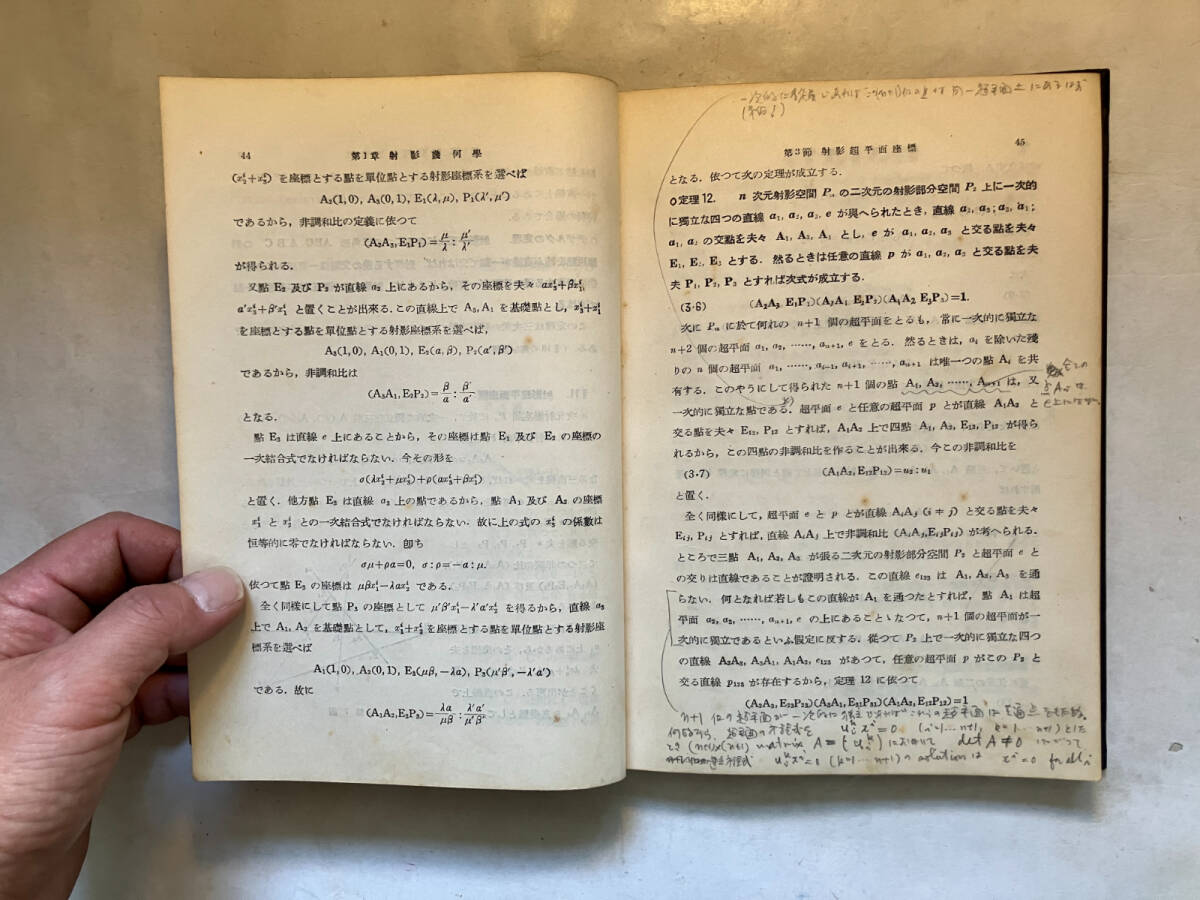 44 第1章 射影幾何學
を座標とする點を單位點とする射影座標系を選べば
A₂(1, 0), A₃(0, 1), E₁(λ, μ), P₁(λ′, μ′)
であるから, 非調和比の定義に依つて
(A₂A₃, E₁P₁)=μ/λ : μ′/λ′
が得られる.
又點 E₂ 及び P₂ が直線 a₂ 上にあるから, その座標を夫々
と置くことが出來る. この直線上で A₃, A₁ を基礎點とし,
を座標とする點を單位點とする射影座標系を選べば,
A₃(1, 0), A₁(0, 1), E₂(α, β), P₂(α′, β′)
であるから, 非調和比は
(A₃A₁, E₂P₂)=β/α : β′/α′
となる.
點 E₃ は直線 e 上にあることから, その座標は點 E₁ 及び E₂ の座標の
一次結合式でなければならない. 今その形を
と置く. 他方點 E₃ は直線 a₃ 上の點であるから. 點 A₁ 及び A₂ の座標
との一次結合式でなければならない. 故に上の式の の係數は
恒等的に零でなければならない. 卽ち
σμ+ρα=0, σ : ρ=−α : μ.
依つて點 E₃ の座標は である.
全く同樣にして點 P₃ の座標として を得るから, 直線 a₃
上で A₁, A₂ を基礎點として, を座標とする點を單位點とする射影座
標系を選べば
A₁(1, 0), A₂(0, 1), E₃(μβ, −λα), P₃(μ′β′, −λ′α′)
である. 故に
(A₁A₂, E₃P₃)=λα/μβ : λ′α′/μ′β′
第3節 射影超平面座標 45
となる. 依つて次の定理が成立する.
定理12. n 次元射影空間 Pₙ の二次元の射影部分空間 P₂ 上に一次的
に獨立な四つの直線 a₁, a₂, a₃, e が與へられたとき, 直線 a₂, a₃; a₃, a₁;
a₁, a₂ の交點を夫々 A₁, A₂, A₃ とし, e が a₁, a₂, a₃ と交る點を夫々
E₁, E₂, E₃ とする. 然るときは任意の直線 p が a₁, a₂, a₃ と交る點を夫
夫 P₁, P₂, P₃ とすれば次式が成立する.
(3·6) (A₂A₃, E₁P₁)(A₃A₁, E₂P₂)(A₁A₂, E₃P₃)=1.
次に Pₙ に於て何れの n+1 個の超平面をとるも, 常に一次的に獨立な
n+2 個の超平面 a₁, a₂, ……, aₙ₊₁, e をとる. 然るときは, aᵢ を除いた殘
りの n 個の超平面 a₁, ……, aᵢ₋₁, aᵢ₊₁, ……, aₙ₊₁ は唯一つの點 Aᵢ を共
有する. このやうにして得られた n+1 個の點 A₁, A₂, ……, Aₙ₊₁ は, 又
一次的に獨立な點である. 超平面 e と任意の超平面 p とが直線 A₁A₂ と
交る點を夫々 E₁₂, P₁₂ とすれば, A₁A₂ 上で四點 A₁, A₂, E₁₂, P₁₂ が得ら
れるから, この四點の非調和比を作ることが出來る. 今この非調和比を
(3·7) (A₁A₂, E₁₂P₁₂)=u₂ : u₁
と置く.
全く同樣にして, 超平面 e と p とが直線 AᵢAⱼ (i ≠ j) と交る點を夫々
Eᵢⱼ, Pᵢⱼ とすれば, 直線 AᵢAⱼ 上で非調和比 (AᵢAⱼ, EᵢⱼPᵢⱼ) が考へられる.
ところで三點 A₁, A₂, A₃ が張る二次元の射影部分空間 P₂ と超平面 e と
の交りは直線であることが證明される. この直線 e₁₂₃ は A₁, A₂, A₃ を通
らない. 何となれば若しもこの直線が A₁ を通つたとすれば, 點 A₁ は超
平面 a₂, a₃, ……, aₙ₊₁, e の上にあることゝなつて, n+1 個の超平面が一
次的に獨立であるといふ假定に反する. 從つて P₂ 上で一次的に獨立な四つ
の直線 A₂A₃, A₃A₁, A₁A₂, e₁₂₃ があつて, 任意の超平面 p がこの P₂ と
交る直線 p₁₂₃ が存在するから, 定理 12 に依つて
(A₂A₃, E₂₃P₂₃)(A₃A₁, E₃₁P₃₁)(A₁A₂, E₁₂P₁₂)=1